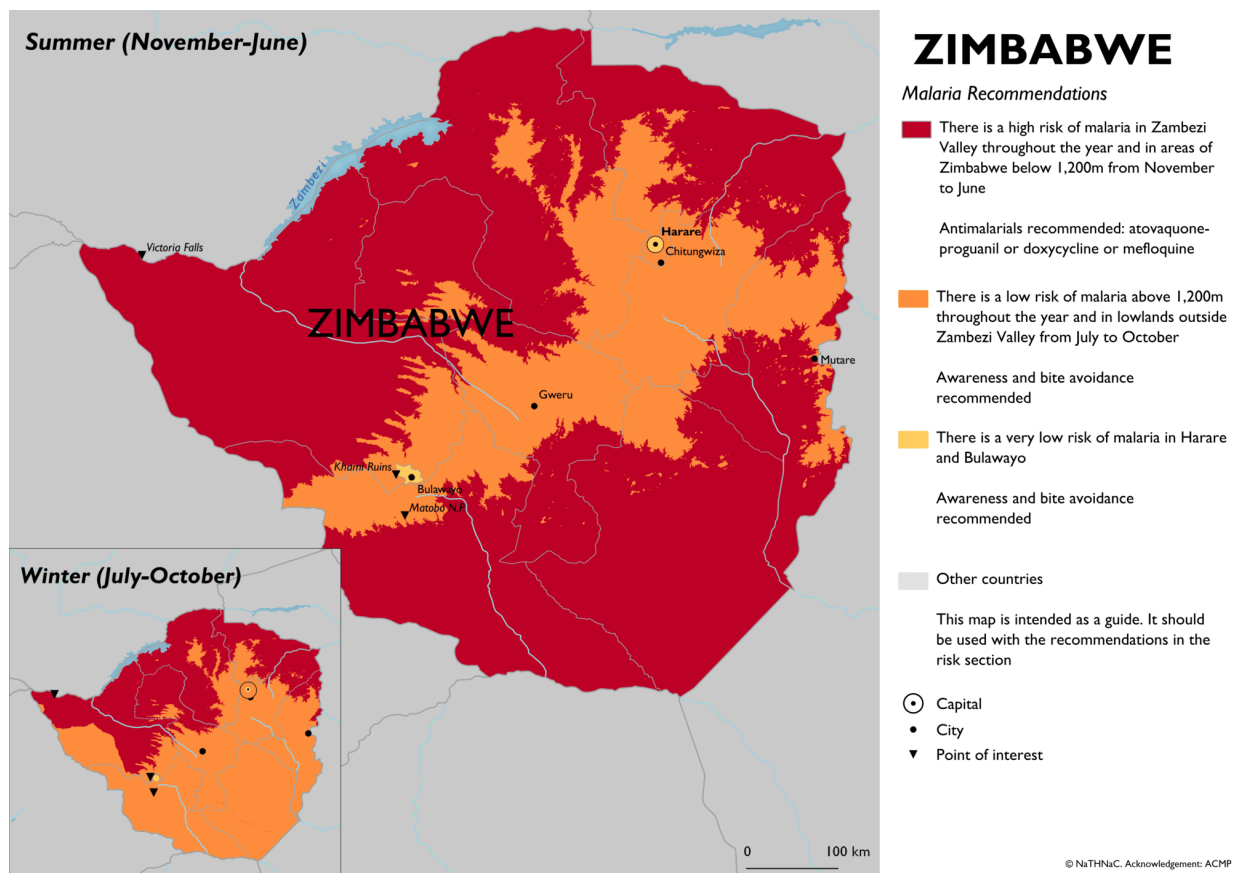 Summer (November-June)
Zambezi
Victoria Falls
Harare
Chitungwiza
ZIMBABWE
Mutare
Gweru
Khami Ruins
Bulawayo
Matobo N.P.
Winter (July-October)
0 100 km
ZIMBABWE
Malaria Recommendations
There is a high risk of malaria in Zambezi
Valley throughout the year and in areas of
Zimbabwe below 1,200m from November
to June
Antimalarials recommended: atovaquone-
proguanil or doxycycline or mefloquine
There is a low risk of malaria above 1,200m
throughout the year and in lowlands outside
Zambezi Valley from July to October
Awareness and bite avoidance
recommended
There is a very low risk of malaria in Harare
and Bulawayo
Awareness and bite avoidance
recommended
Other countries
This map is intended as a guide. It should
be used with the recommendations in the
risk section
Capital
City
Point of interest
© NaTHNaC. Acknowledgement: ACMP